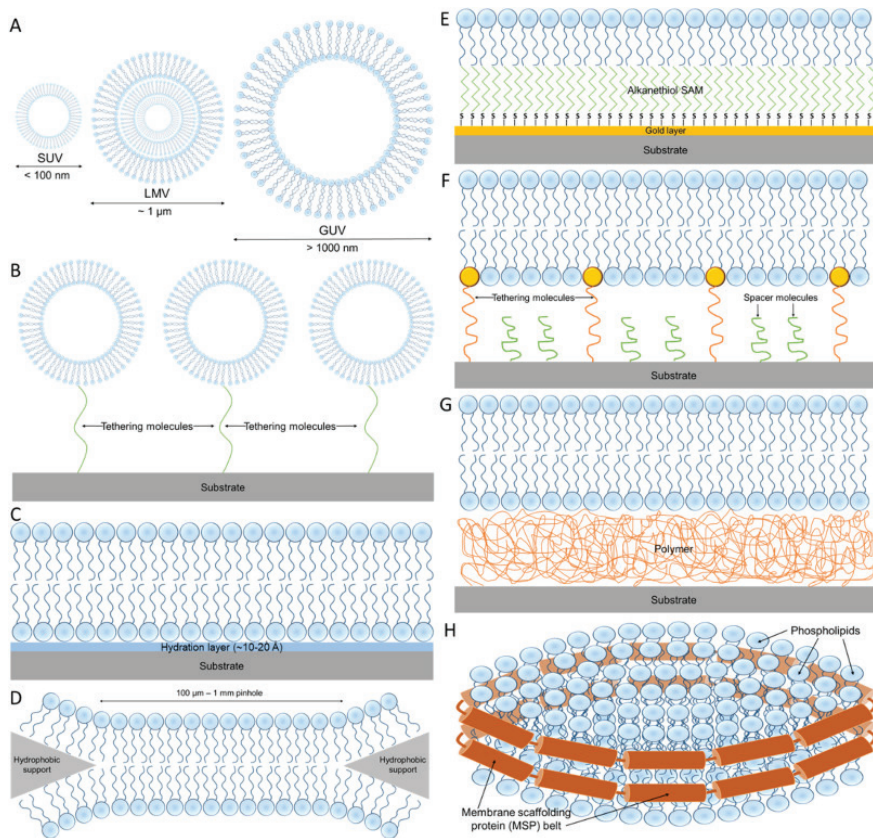 A
SUV
< 100 nm
LMV
~ 1 µm
GUV
> 1000 nm
B
Tethering molecules
Tethering molecules
Substrate
C
Hydration layer (~10-20 Å)
Substrate
D
100 µm – 1 mm pinhole
Hydrophobic
support
Hydrophobic
support
E
Alkanethiol SAM
S S S S S S S S S S S S S S S S S S S S S S S S S S S S
Gold layer
Substrate
F
Tethering molecules
Spacer molecules
Substrate
G
Polymer
Substrate
H
Phospholipids
Membrane scaffolding
protein (MSP) belt